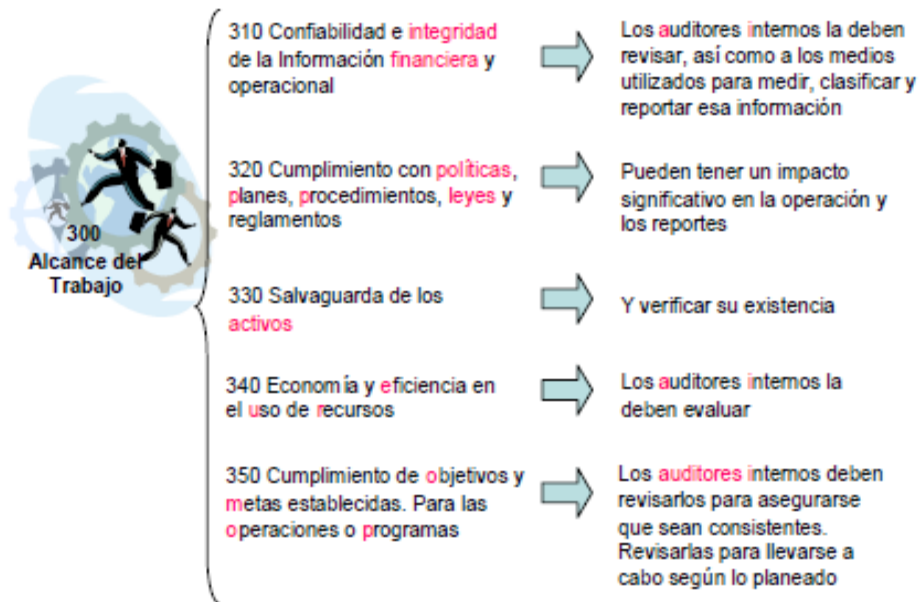 300
Alcance del
Trabajo
310 Confiabilidad e integridad
de la Información financiera y
operacional
Los auditores internos la deben
revisar, así como a los medios
utilizados para medir, clasificar y
reportar esa información
320 Cumplimiento con políticas,
planes, procedimientos, leyes y
reglamentos
Pueden tener un impacto
significativo en la operación y
los reportes
330 Salvaguarda de los
activos
Y verificar su existencia
340 Economía y eficiencia en
el uso de recursos
Los auditores internos la
deben evaluar
350 Cumplimiento de objetivos y
metas establecidas. Para las
operaciones o programas
Los auditores internos deben
revisarlos para asegurarse
que sean consistentes.
Revisarlas para llevarse a
cabo según lo planeado